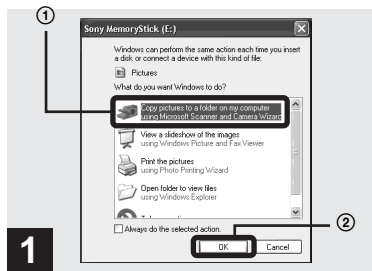 ①
Sony MemoryStick (E:)
Windows can perform the same action each time you insert
a disk or connect a device with this kind of file:
Pictures
What do you want Windows to do?
Copy pictures to a folder on my computer
using Microsoft Scanner and Camera Wizard
View a slideshow of the images
using Windows Picture and Fax Viewer
Print the pictures
using Photo Printing Wizard
Open folder to view files
using Windows Explorer
Always do the selected action.
②
OK
Cancel
1